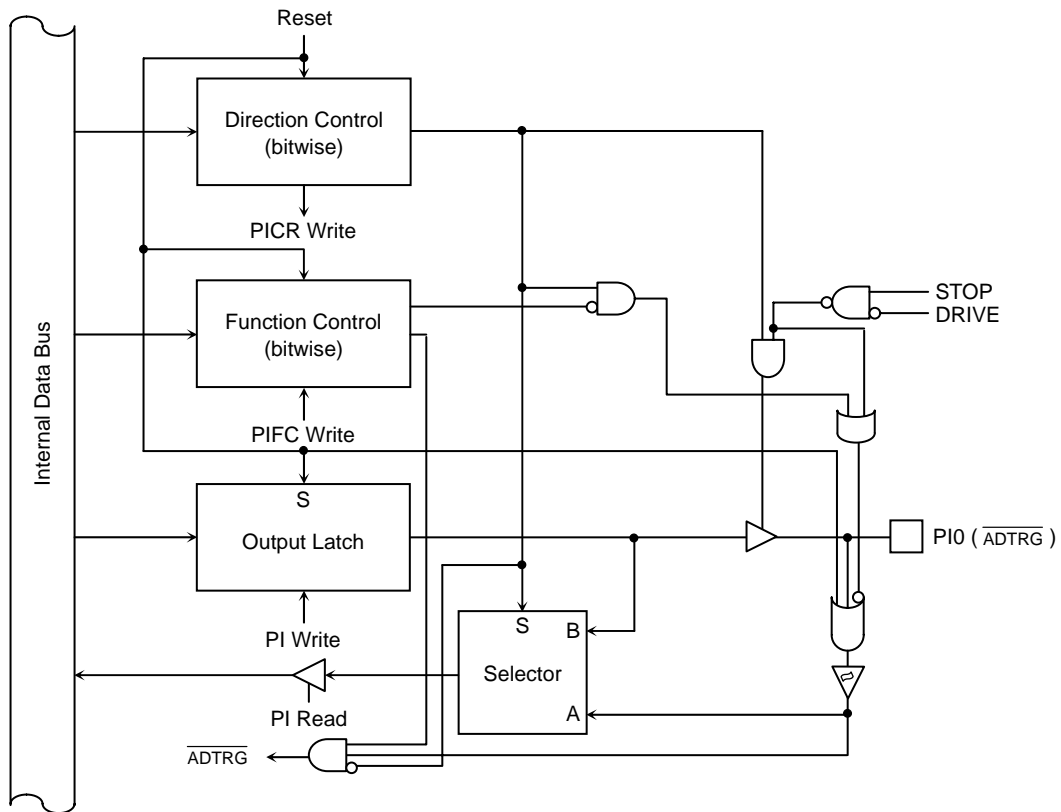 Reset
Direction Control
(bitwise)
PICR Write
STOP
DRIVE
Function Control
(bitwise)
Internal Data Bus
PIFC Write
S
Output Latch
PI0 ( ADTRG )
PI Write
S
B
Selector
A
PI Read
ADTRG